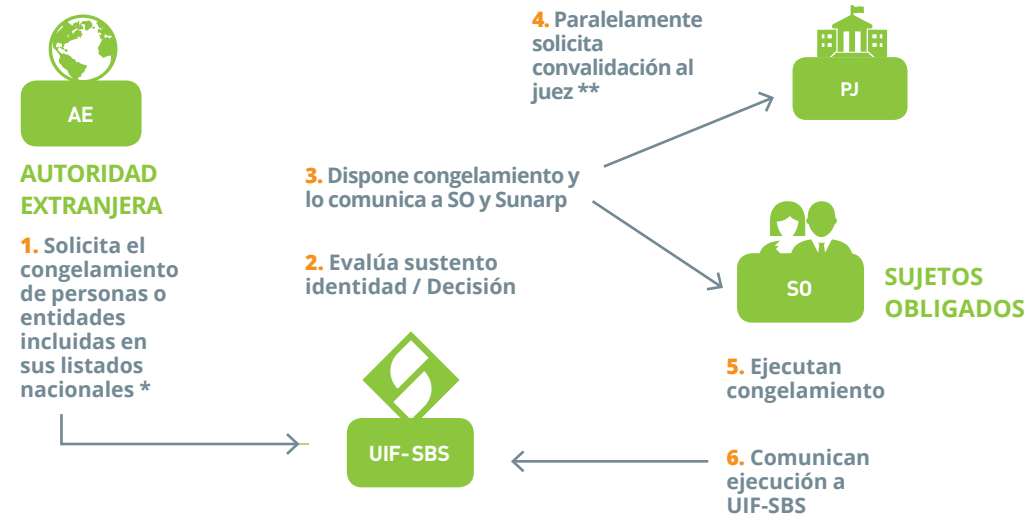 AE
AUTORIDAD
EXTRANJERA
1. Solicita el
congelamiento
de personas o
entidades
incluidas en
sus listados
nacionales *
2. Evalúa sustento
identidad / Decisión
UIF-SBS
3. Dispone congelamiento y
lo comunica a SO y Sunarp
4. Paralelamente
solicita
convalidación al
juez **
PJ
SO
SUJETOS
OBLIGADOS
5. Ejecutan
congelamiento
6. Comunican
ejecución a
UIF-SBS